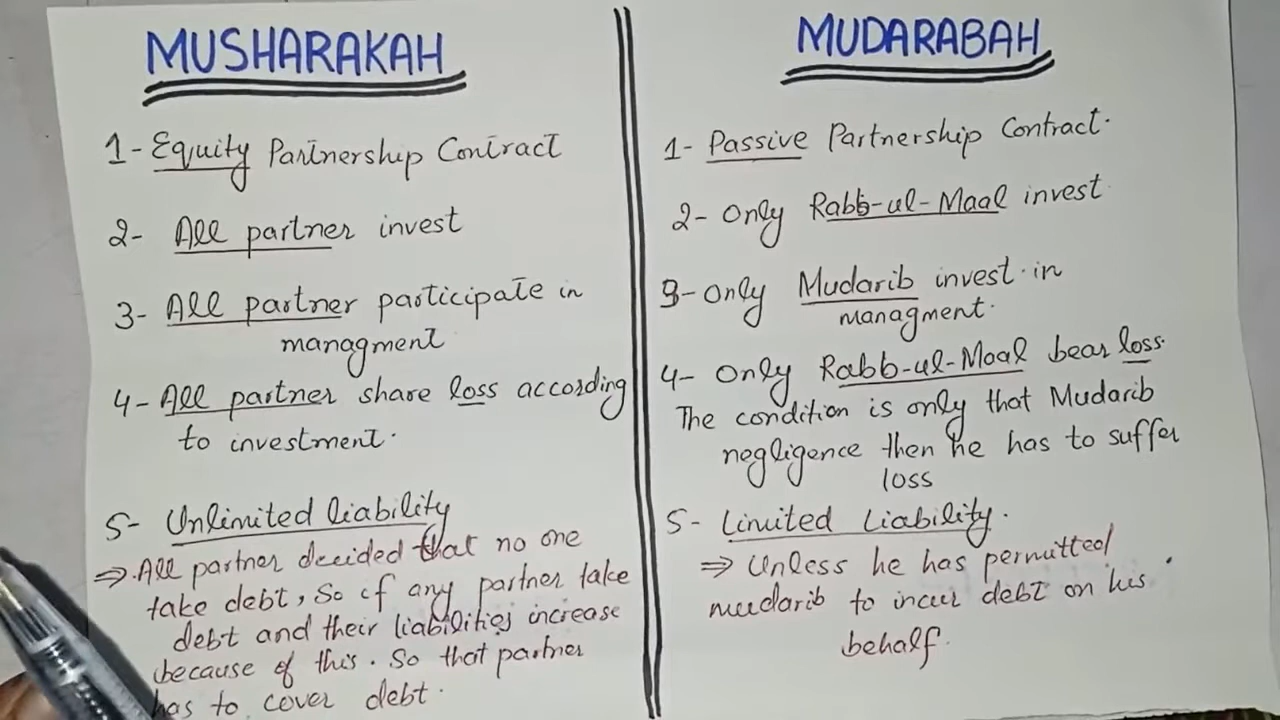 MUSHARAKAH
1- Equity Partnership Contract
2- All partner invest
3- All partner participate in
managment
4- All partner share loss according
to investment.
5- Unlimited liability
⇒ All partner decided that no one
take debt, So if any partner take
debt and their liabilities increase
because of this. So that partner
has to cover debt.
MUDARABAH
1- Passive Partnership Contract.
2- Only Rabb-ul-Maal invest
3- Only Mudarib invest in
managment.
4- Only Rabb-ul-Maal bear loss.
The condition is only that Mudarib
negligence then he has to suffer
loss
5- Limited Liability.
⇒ Unless he has permitted
mudarib to incur debt on his
behalf.